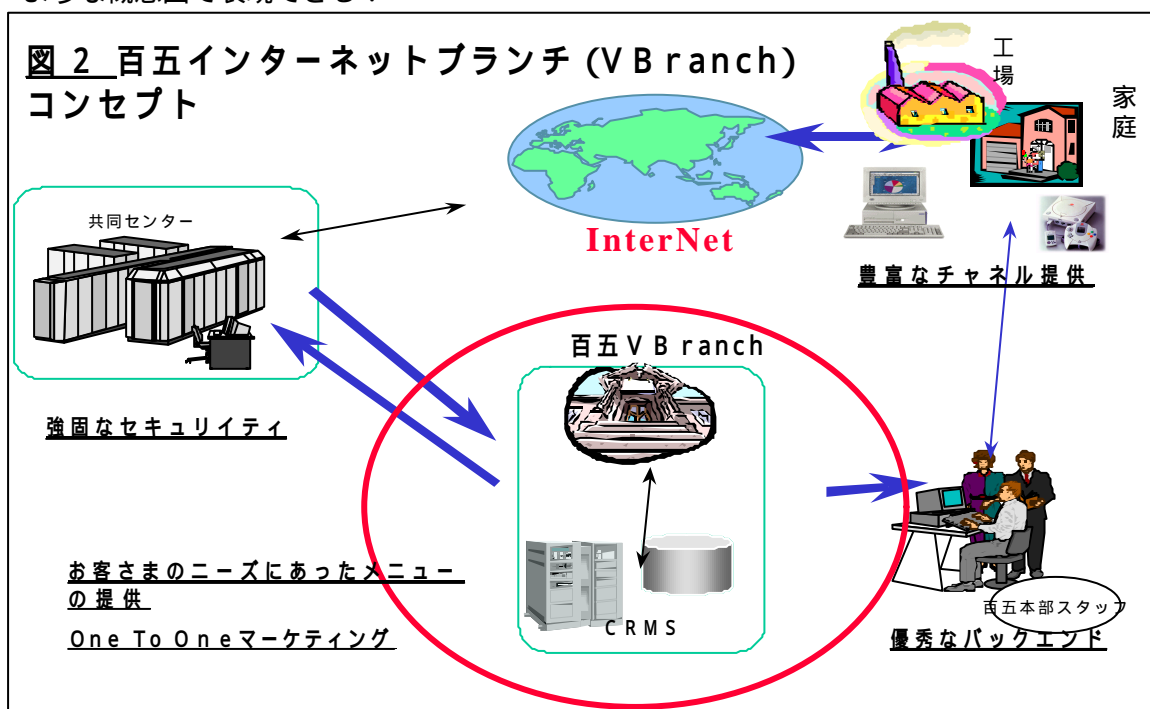 図 2 百五インターネットブランチ (VBranch)
コンセプト
工場
家庭
共同センター
InterNet
豊富なチャネル提供
百五VBranch
強固なセキュリイティ
CRMS
お客さまのニーズにあったメニュー
の提供
One To Oneマーケティング
百五本部スタッフ
優秀なバックエンド